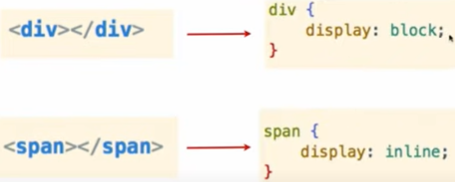 <div></div>
div {
display: block;
}
<span></span>
span {
display: inline;
}